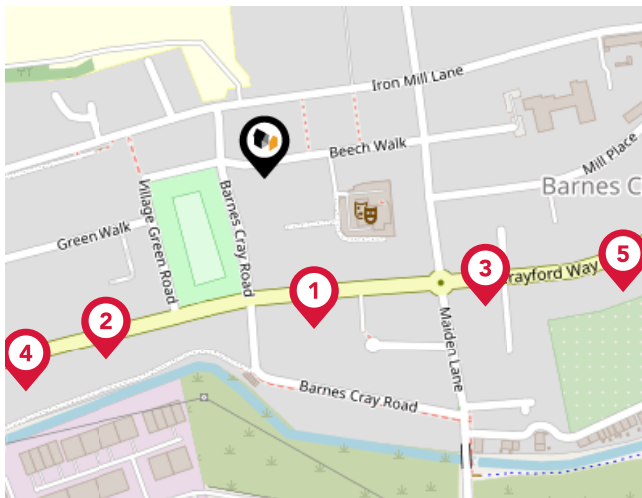 Iron Mill Lane
Beech Walk
Mill Place
Barnes C
Village Green Road
Barnes Cray Road
Green Walk
3
5
rayford Way
1
2
4
Maiden Lane
Barnes Cray Road